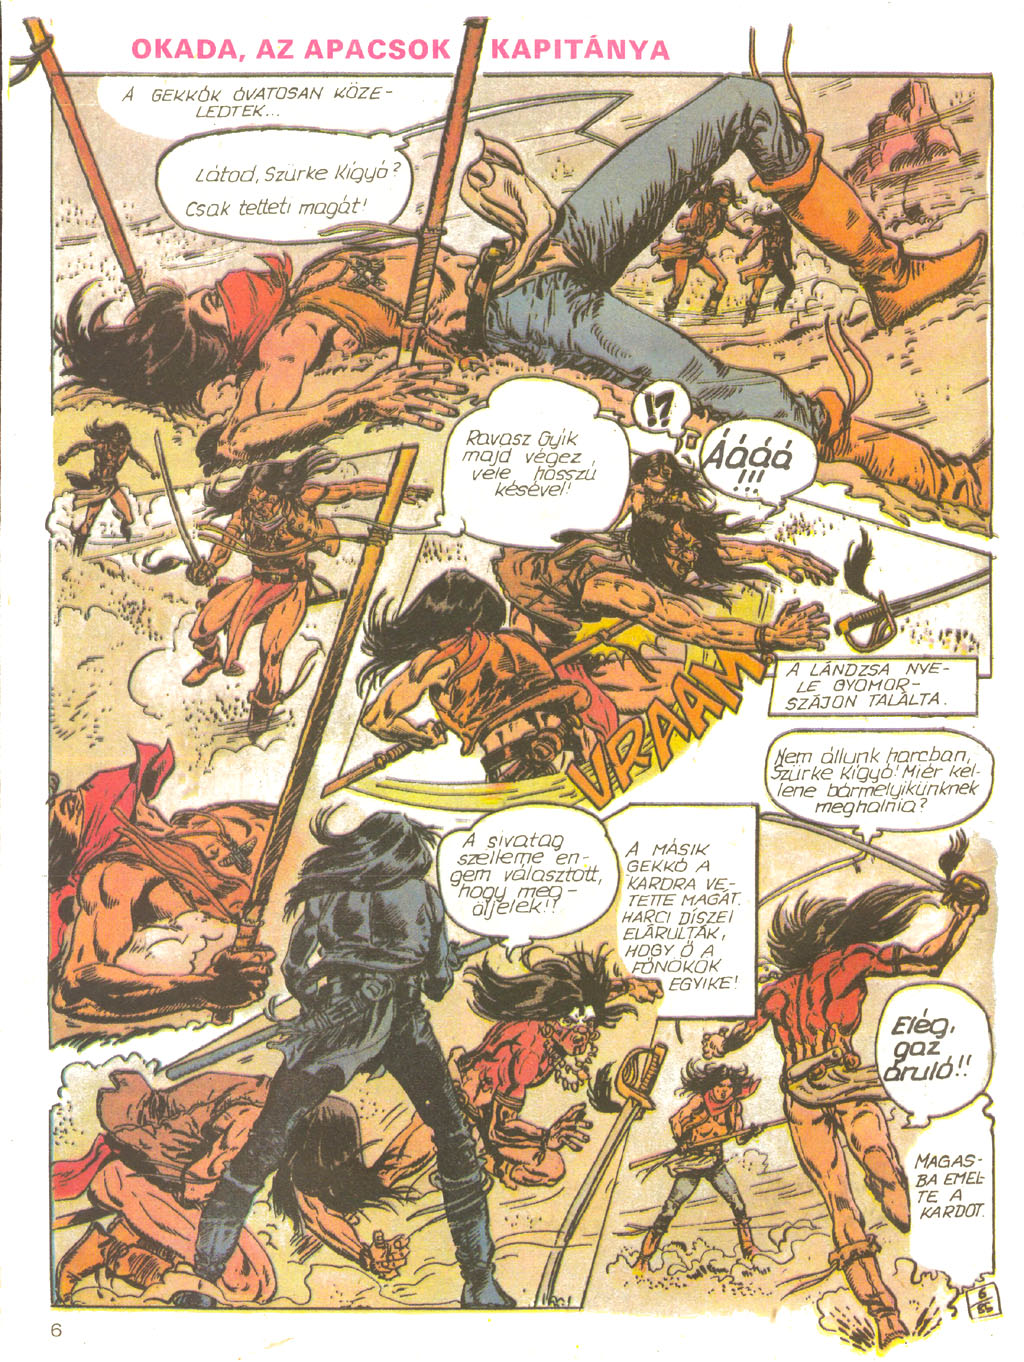 OKADA, AZ APACSOK KAPITÁNYA
A GEKKÓK ÓVATOSAN KÖZE-
LEDTEK...
Látod, Szürke Kígyó?
Csak tetteti magát!
Ravasz Gyík
majd végez
vele hosszú
késével!
!?
Áááá
!!!
VRAAM
A LÁNDZSA NYE-
LE GYOMOR-
SZÁJON TALÁLTA.
Nem állunk harcban,
Szürke Kígyó! Miér kel-
lene bármelyikünknek
meghalnia?
A sivatag
szelleme en-
gem választott,
hogy meg-
öljelek!!
A MÁSIK
GEKKÓ A
KARDRA VE-
TETTE MAGÁT.
HARCI DÍSZEI
ELÁRULTÁK,
HOGY Ő A
FŐNÖKÖK
EGYIKE!
Elég,
gaz
áruló!!
MAGAS-
BA EMEL-
TE A
KARDOT.
6